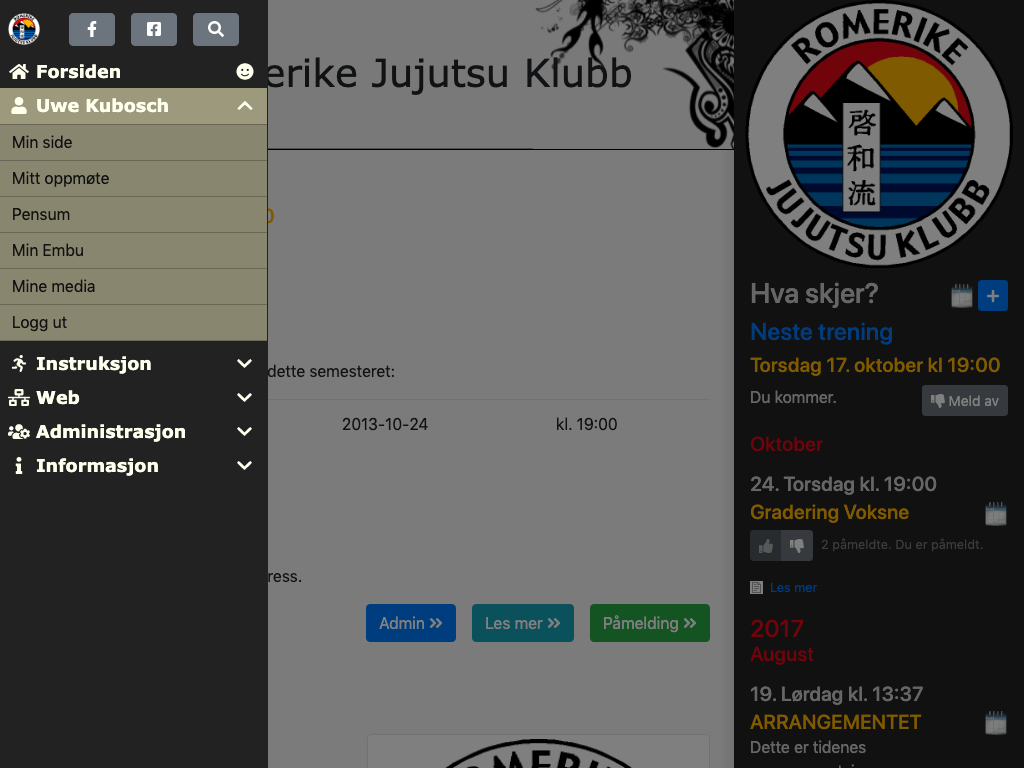 Forsiden
Uwe Kubosch
Min side
Mitt oppmøte
Pensum
Min Embu
Mine media
Logg ut
Instruksjon
Web
Administrasjon
Informasjon
erike Jujutsu Klubb
dette semesteret:
2013-10-24 kl. 19:00
ress.
Admin
Les mer
Påmelding
ROMERIKE
ROMERIKE
啓和流
JUJUTSU KLUBB
Hva skjer?
Neste trening
Torsdag 17. oktober kl 19:00
Du kommer.
Meld av
Oktober
24. Torsdag kl. 19:00
Gradering Voksne
2 påmeldte. Du er påmeldt.
Les mer
2017
August
19. Lørdag kl. 13:37
ARRANGEMENTET
Dette er tidenes